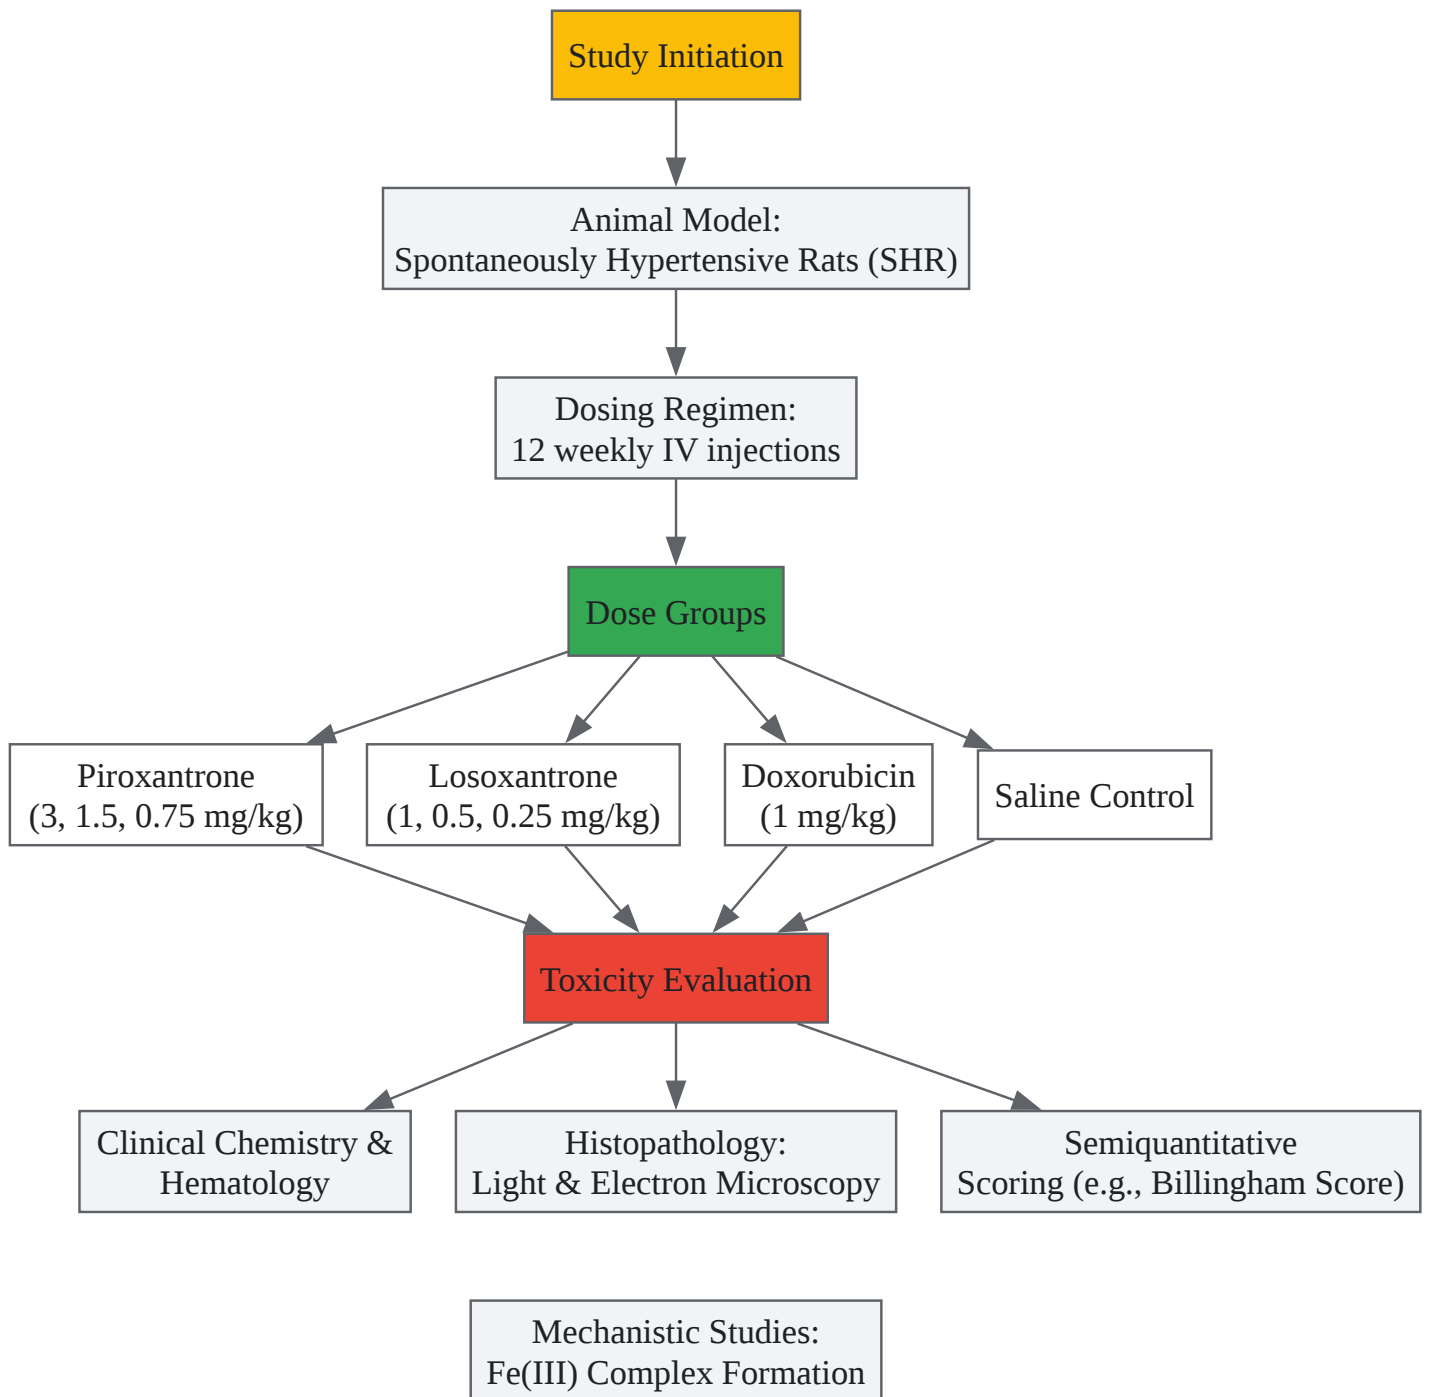 Study Initiation
Animal Model:
Spontaneously Hypertensive Rats (SHR)
Dosing Regimen:
12 weekly IV injections
Dose Groups
Piroxantrone
(3, 1.5, 0.75 mg/kg)
Losoxantrone
(1, 0.5, 0.25 mg/kg)
Doxorubicin
(1 mg/kg)
Saline Control
Toxicity Evaluation
Clinical Chemistry &
Hematology
Histopathology:
Light & Electron Microscopy
Semiquantitative
Scoring (e.g., Billingham Score)
Mechanistic Studies:
Fe(III) Complex Formation